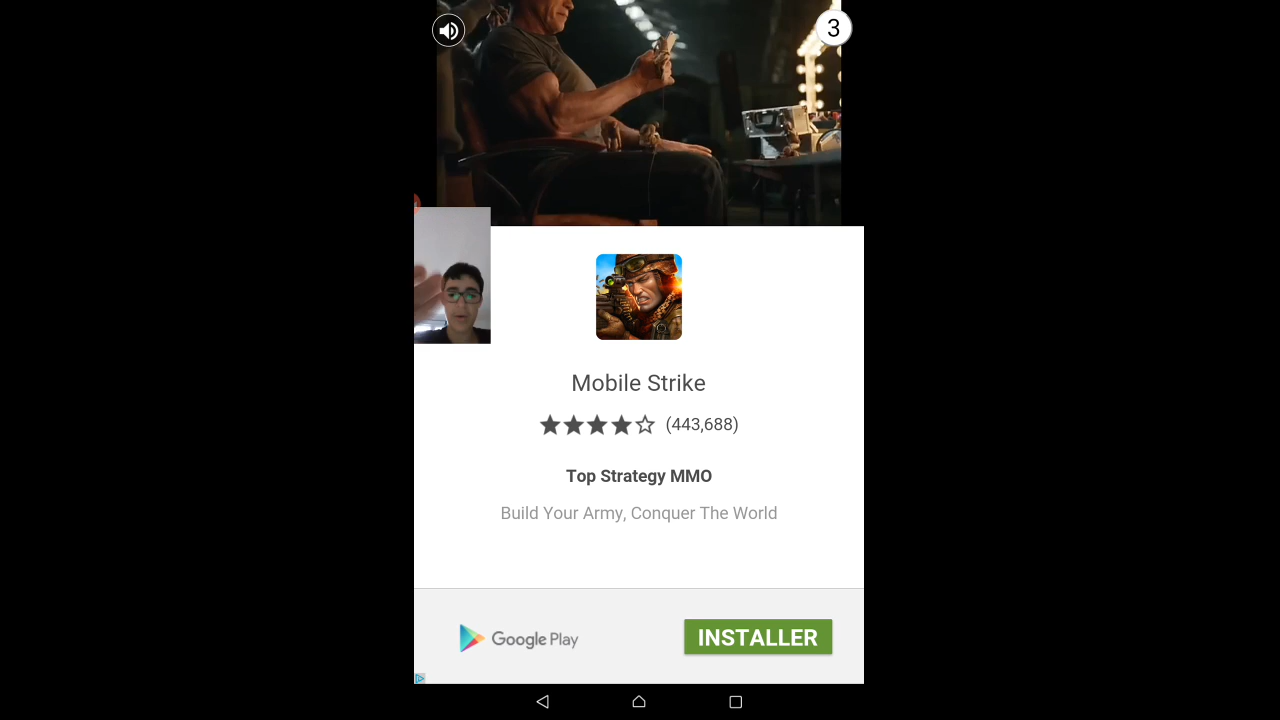 3
Mobile Strike
(443,688)
Top Strategy MMO
Build Your Army, Conquer The World
Google Play
INSTALLER